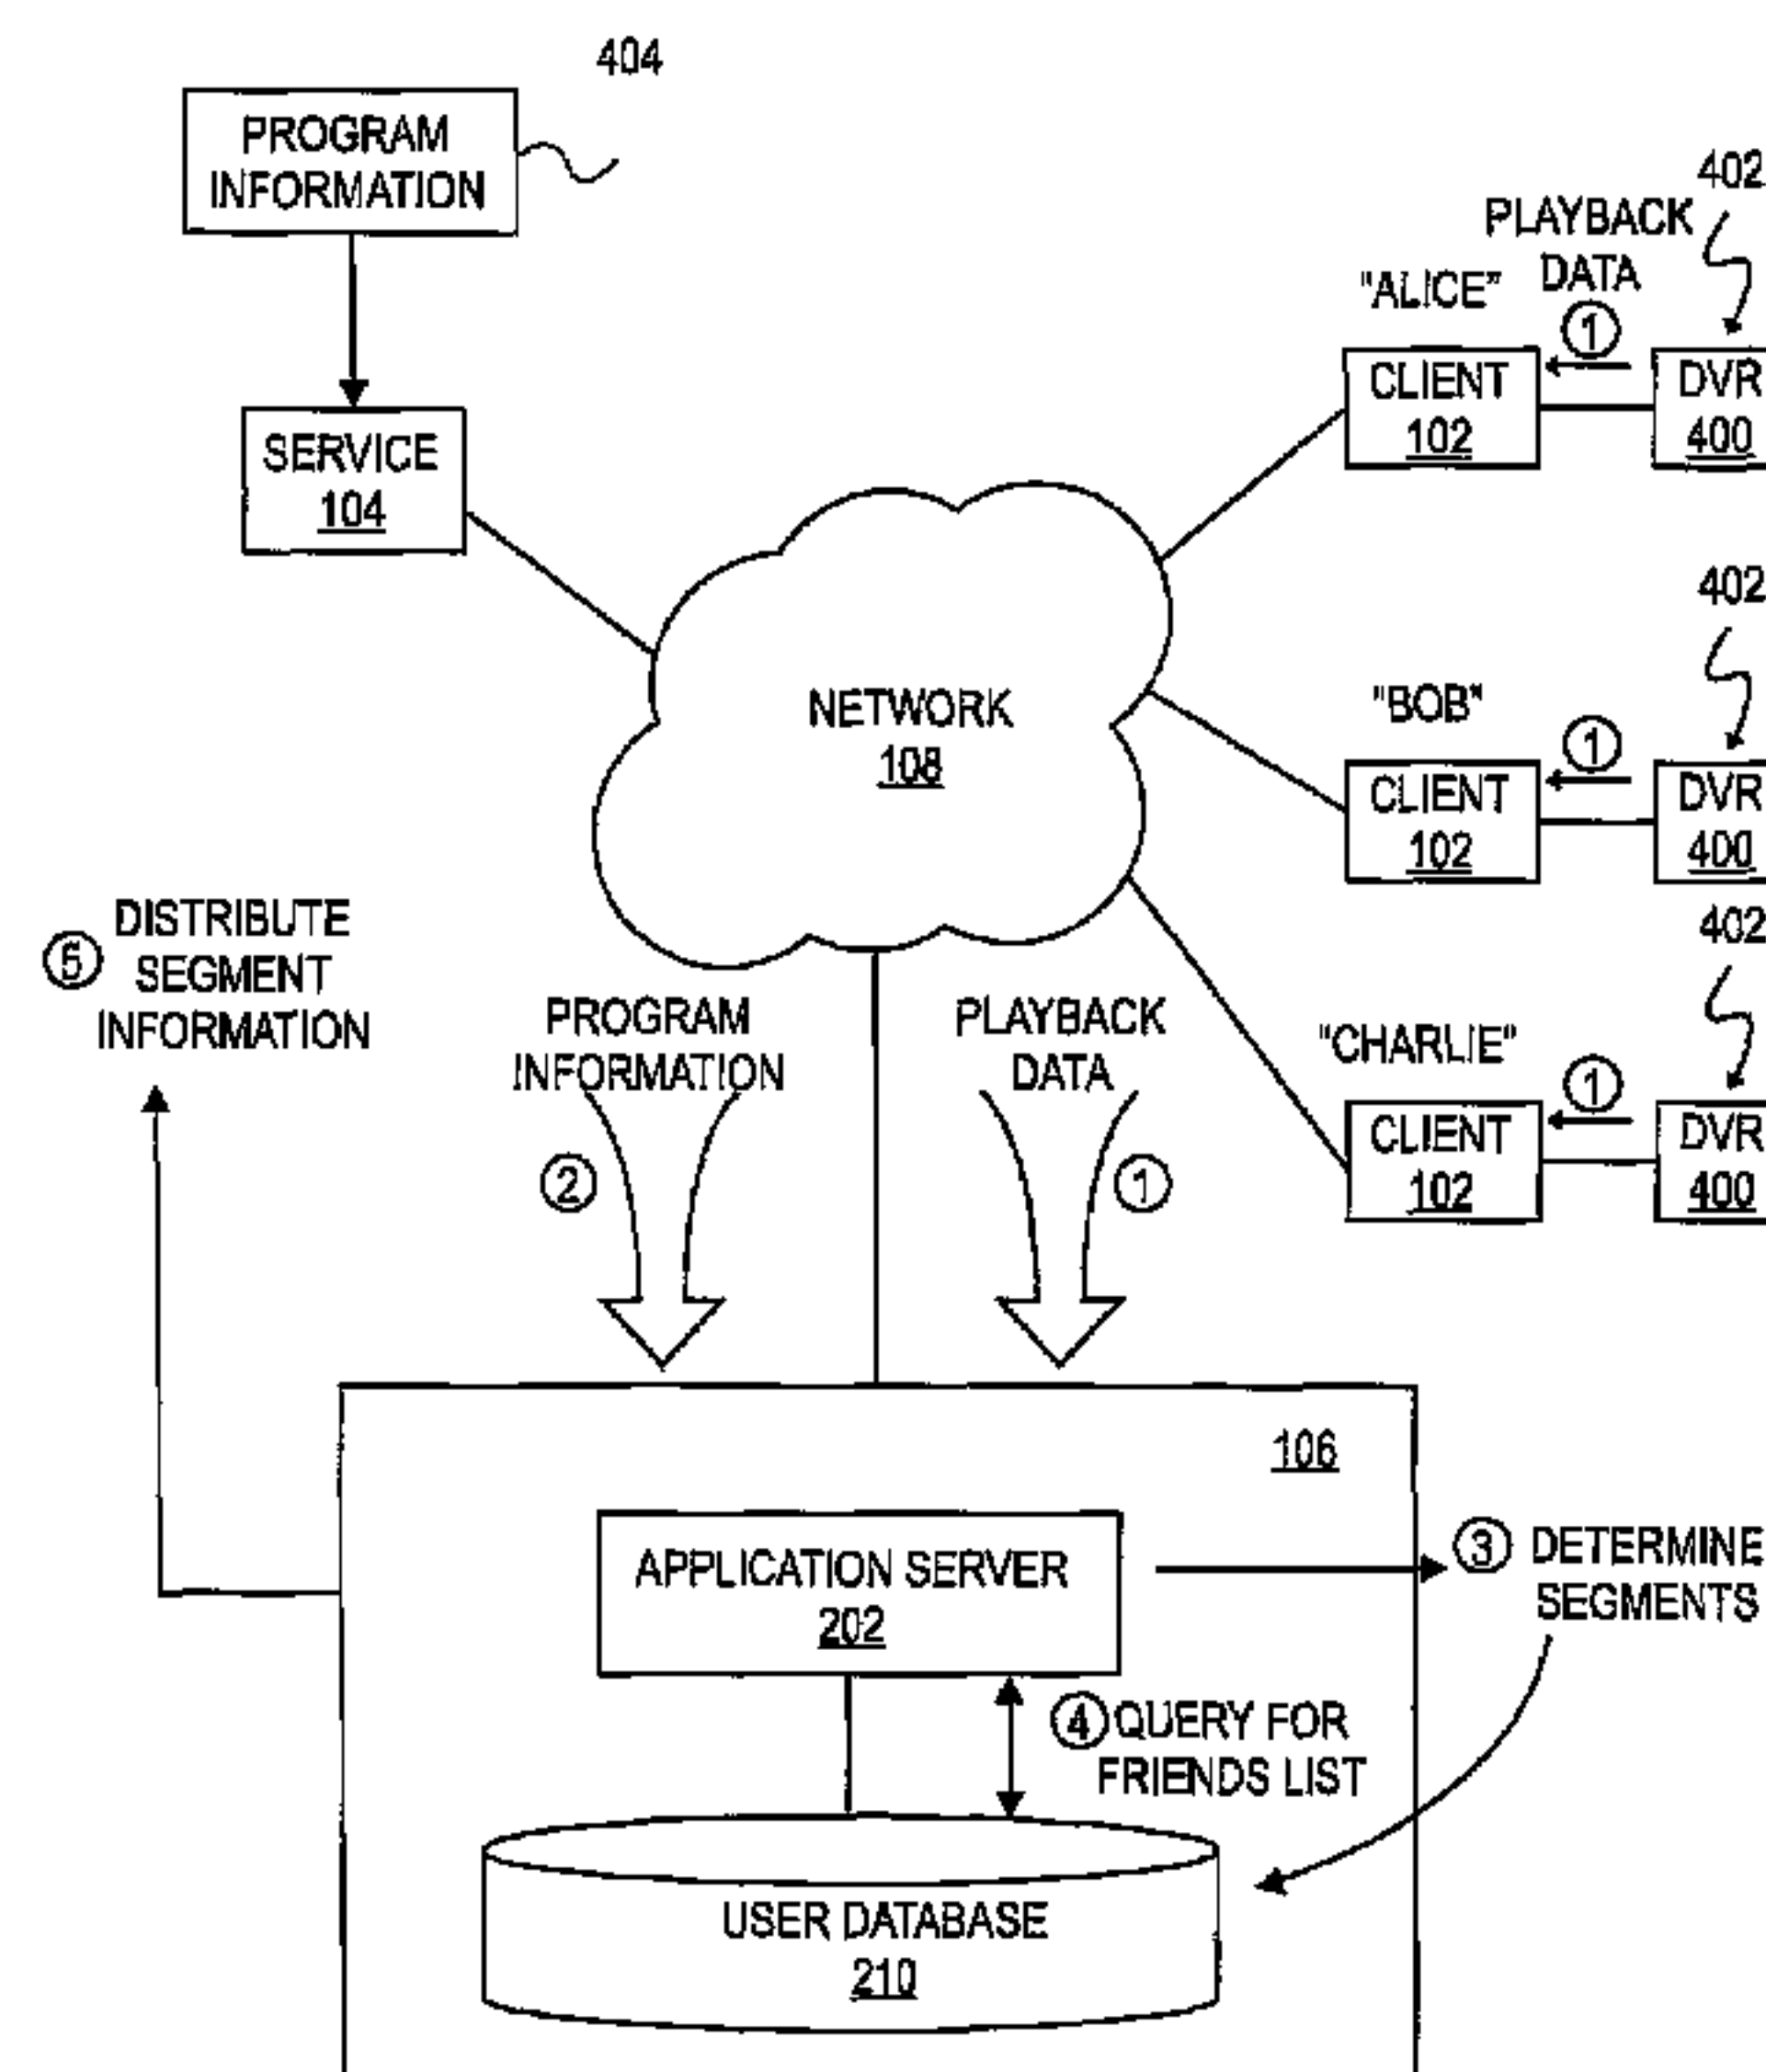 404
PROGRAM
INFORMATION
SERVICE
104
402
PLAYBACK
DATA
"ALICE"
1
CLIENT
102
DVR
400
NETWORK
108
402
"BOB"
1
CLIENT
102
DVR
400
402
"CHARLIE"
1
CLIENT
102
DVR
400
5
DISTRIBUTE
SEGMENT
INFORMATION
PROGRAM
INFORMATION
2
PLAYBACK
DATA
1
106
APPLICATION SERVER
202
3 DETERMINE
SEGMENTS
4 QUERY FOR
FRIENDS LIST
USER DATABASE
210